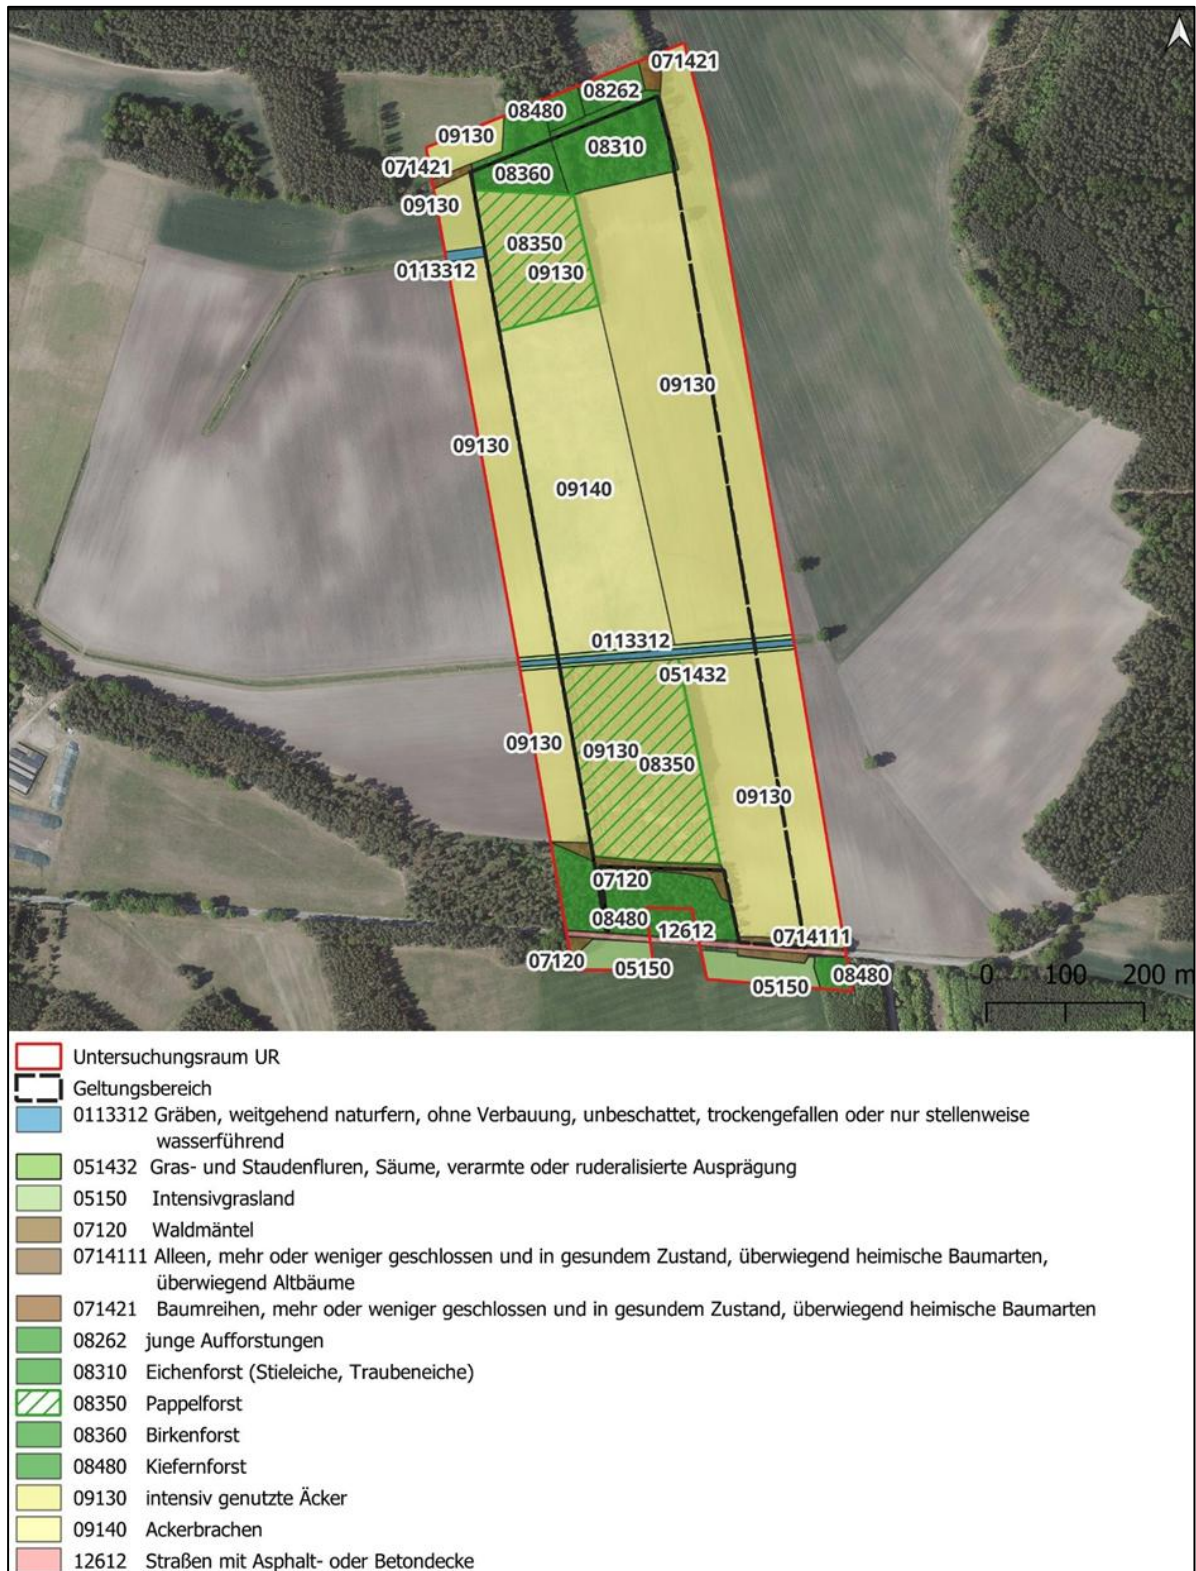 071421
08262
08480
09130
08310
071421
08360
09130
08350
0113312
09130
09130
09130
09140
0113312
051432
09130
09130
08350
09130
07120
08480
12612
0714111
07120
05150
08480
05150
0 100 200 m
Untersuchungsraum UR
Geltungsbereich
0113312 Gräben, weitgehend naturfern, ohne Verbauung, unbeschattet, trockengefallen oder nur stellenweise
wasserführend
051432 Gras- und Staudenfluren, Säume, verarmte oder ruderalisierte Ausprägung
05150 Intensivgrasland
07120 Waldmäntel
0714111 Alleen, mehr oder weniger geschlossen und in gesundem Zustand, überwiegend heimische Baumarten,
überwiegend Altbäume
071421 Baumreihen, mehr oder weniger geschlossen und in gesundem Zustand, überwiegend heimische Baumarten
08262 junge Aufforstungen
08310 Eichenforst (Stieleiche, Traubeneiche)
08350 Pappelforst
08360 Birkenforst
08480 Kiefernforst
09130 intensiv genutzte Äcker
09140 Ackerbrachen
12612 Straßen mit Asphalt- oder Betondecke